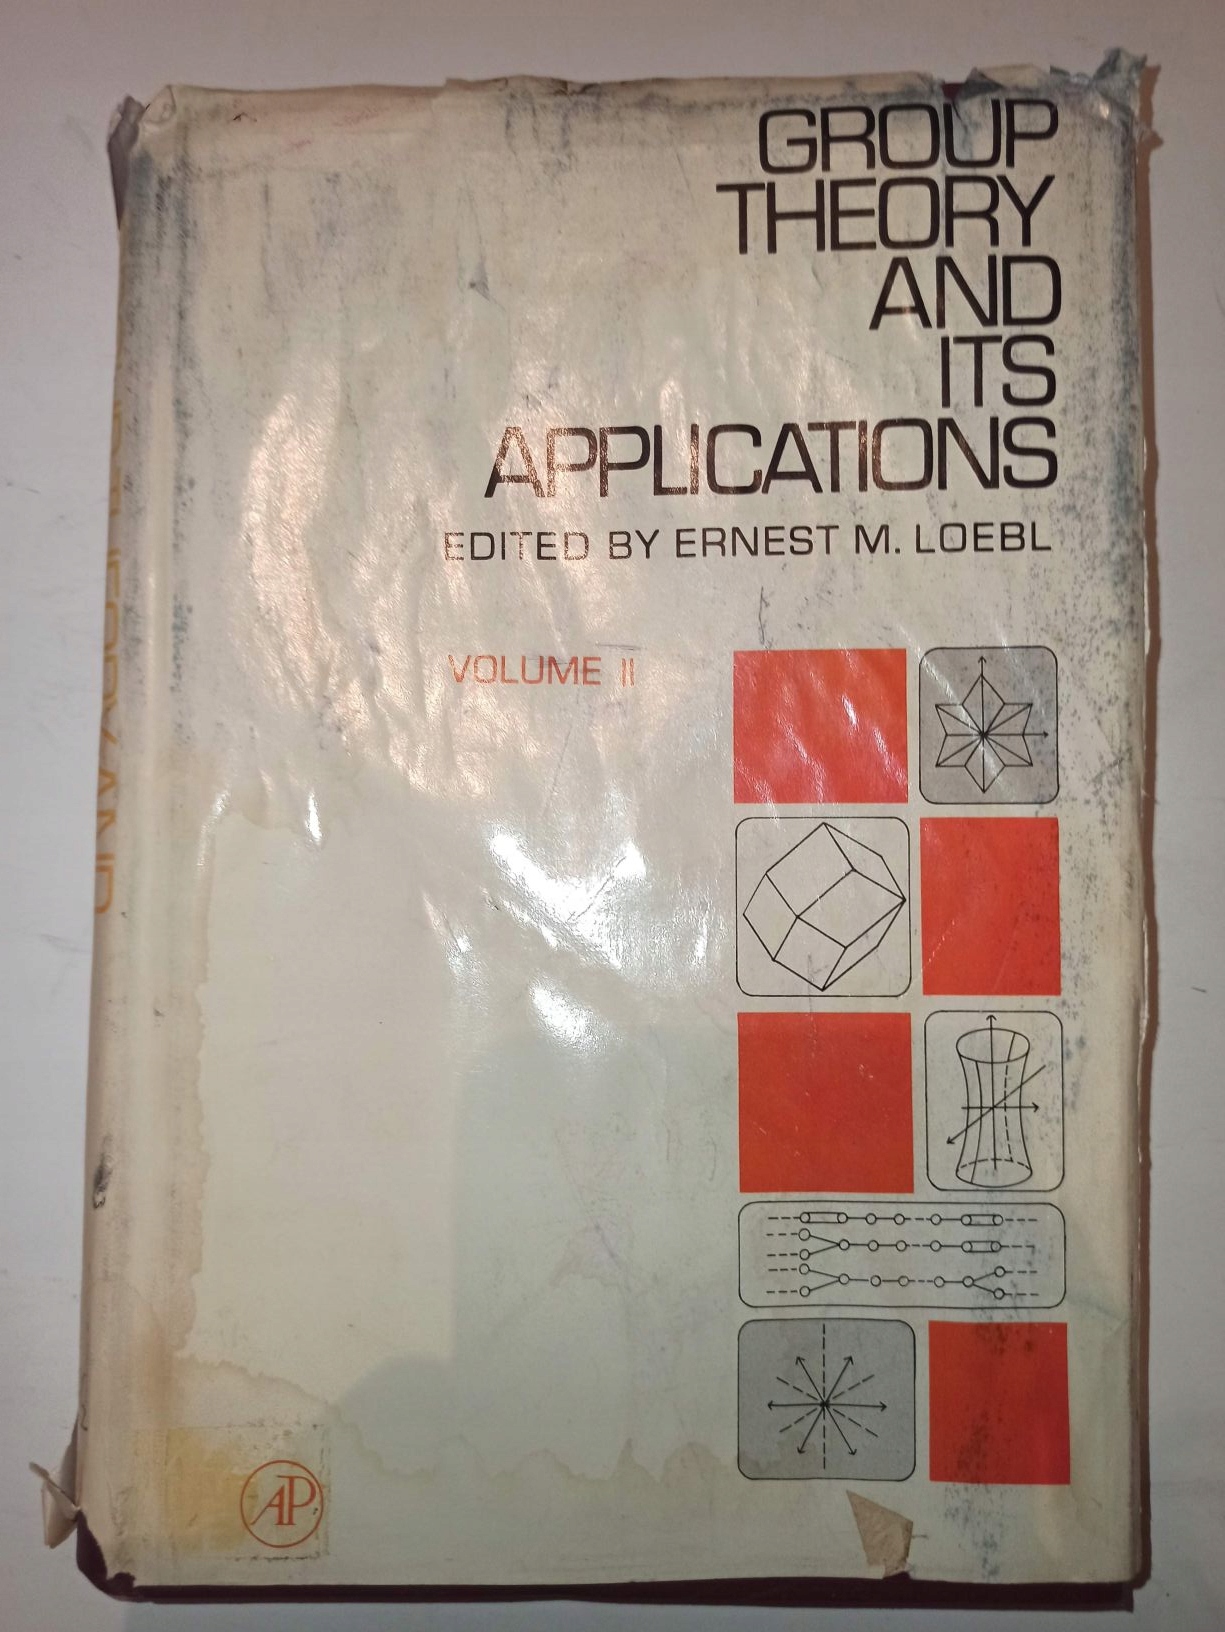 GROUP
THEORY
AND
ITS
APPLICATIONS
EDITED BY ERNEST M. LOEBL
VOLUME II
AP